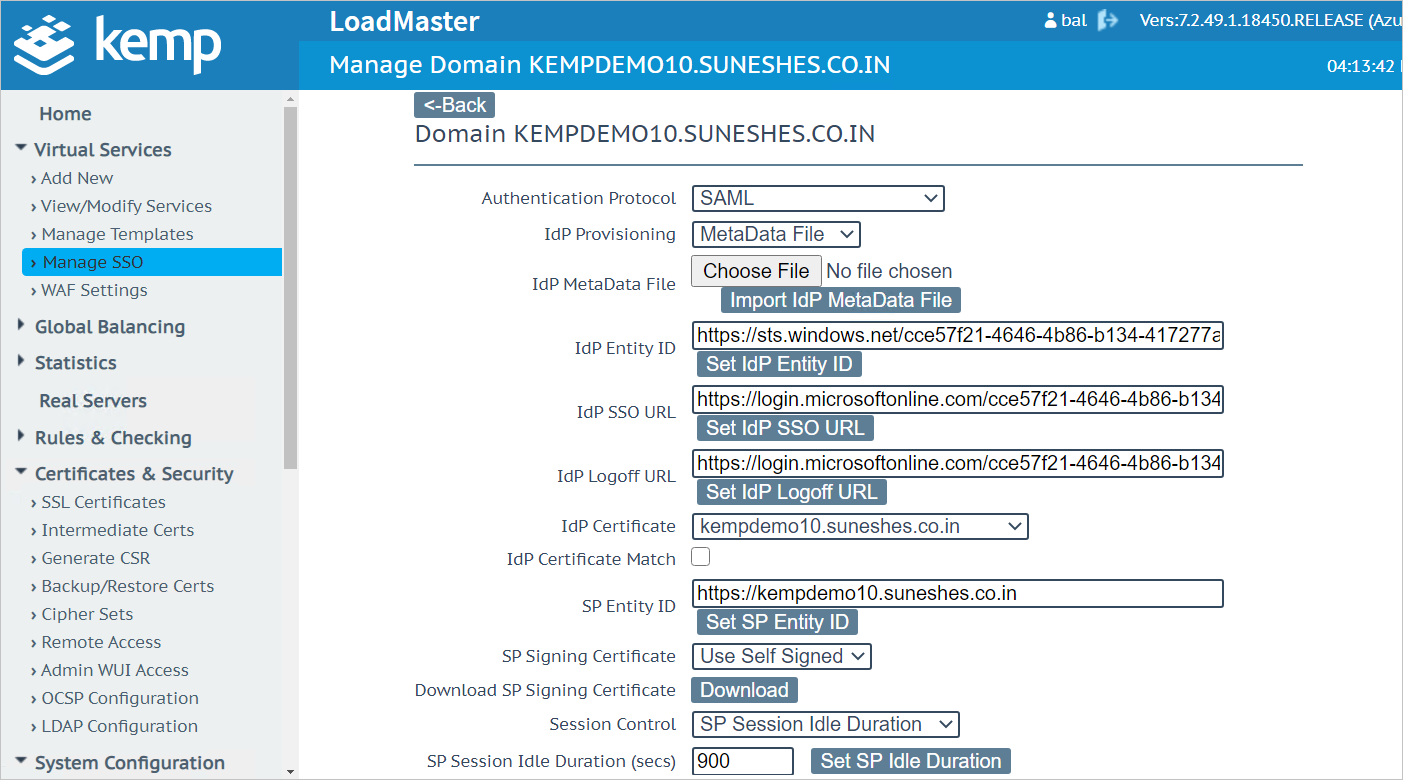 kemp
LoadMaster
bal
Vers:7.2.49.1.18450.RELEASE (Azu
Manage Domain KEMPDEMO10.SUNESHES.CO.IN
04:13:42
Home
Virtual Services
› Add New
› View/Modify Services
› Manage Templates
› Manage SSO
› WAF Settings
Global Balancing
Statistics
Real Servers
Rules & Checking
Certificates & Security
› SSL Certificates
› Intermediate Certs
› Generate CSR
› Backup/Restore Certs
› Cipher Sets
› Remote Access
› Admin WUI Access
› OCSP Configuration
› LDAP Configuration
System Configuration
<-Back
Domain KEMPDEMO10.SUNESHES.CO.IN
Authentication Protocol SAML
IdP Provisioning MetaData File
IdP MetaData File Choose File No file chosen
Import IdP MetaData File
IdP Entity ID https://sts.windows.net/cce57f21-4646-4b86-b134-417277a
Set IdP Entity ID
IdP SSO URL https://login.microsoftonline.com/cce57f21-4646-4b86-b134
Set IdP SSO URL
IdP Logoff URL https://login.microsoftonline.com/cce57f21-4646-4b86-b134
Set IdP Logoff URL
IdP Certificate kempdemo10.suneshes.co.in
IdP Certificate Match
SP Entity ID https://kempdemo10.suneshes.co.in
Set SP Entity ID
SP Signing Certificate Use Self Signed
Download SP Signing Certificate Download
Session Control SP Session Idle Duration
SP Session Idle Duration (secs) 900 Set SP Idle Duration